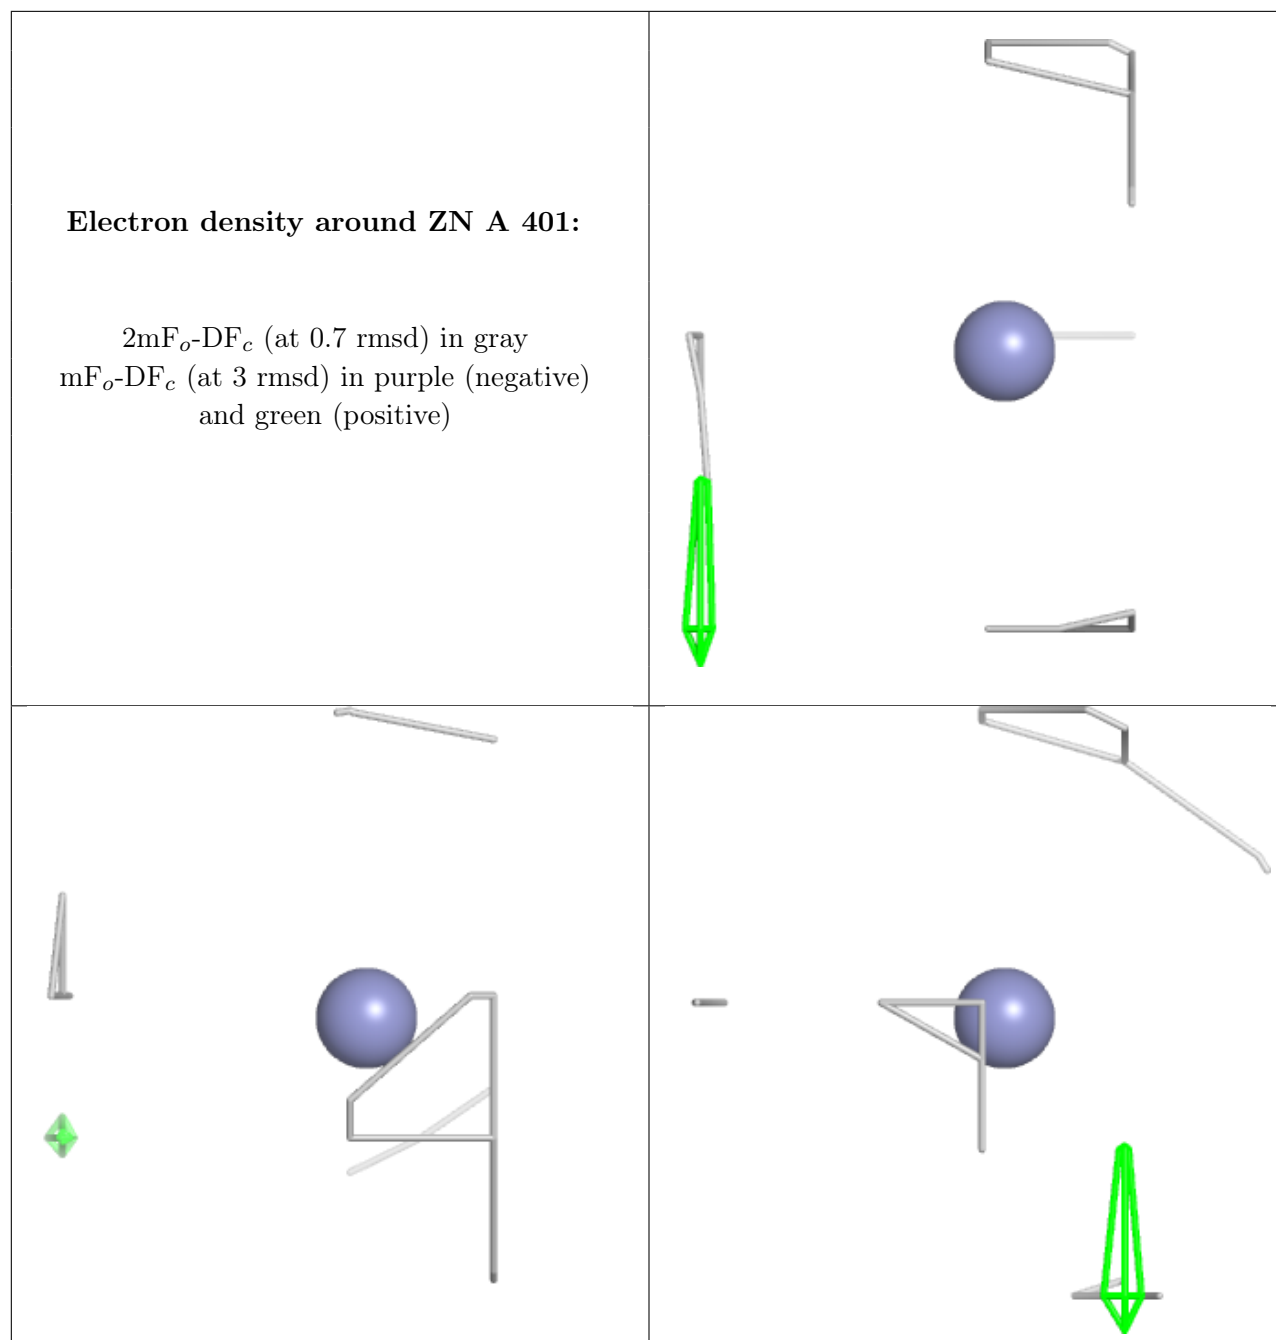 Electron density around ZN A 401:
2mFo-DFc (at 0.7 rmsd) in gray
mFo-DFc (at 3 rmsd) in purple (negative)
and green (positive)